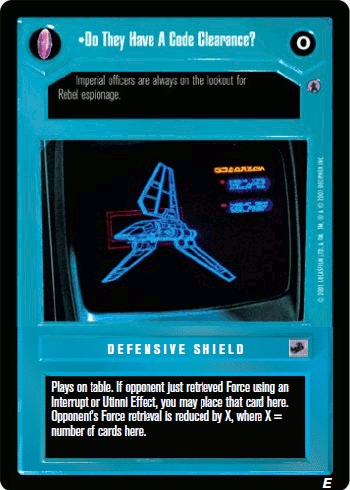 •Do They Have A Code Clearance?
O
Imperial officers are always on the lookout for
Rebel espionage.
DEFENSIVE SHIELD
Plays on table. If opponent just retrieved Force using an
Interrupt or Utinni Effect, you may place that card here.
Opponent's Force retrieval is reduced by X, where X =
number of cards here.
E